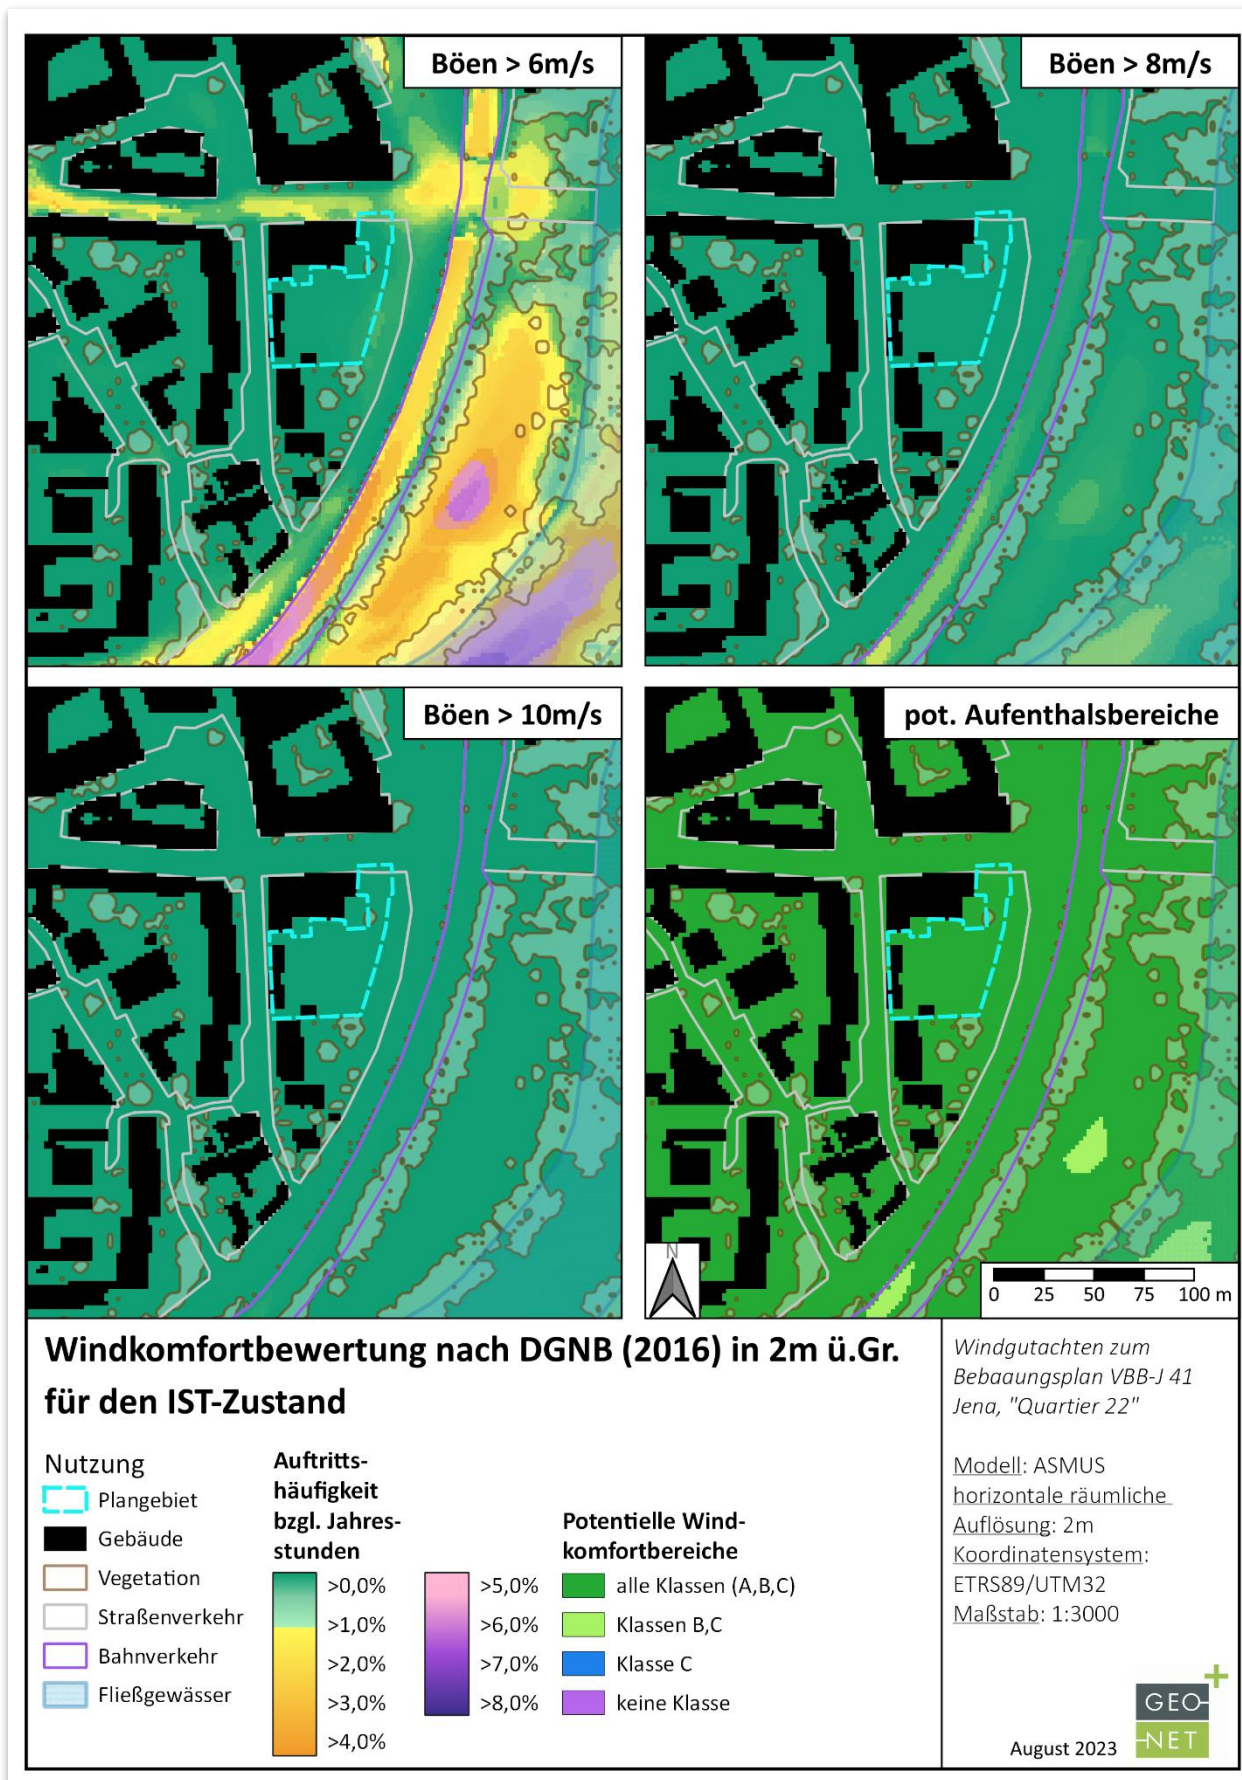 Böen > 6m/s
Böen > 8m/s
Böen > 10m/s
pot. Aufenthalsbereiche
N
0 25 50 75 100 m
Windkomfortbewertung nach DGNB (2016) in 2m ü.Gr.
für den IST-Zustand
Nutzung
Plangebiet
Gebäude
Vegetation
Straßenverkehr
Bahnverkehr
Fließgewässer
Auftritts-
häufigkeit
bzgl. Jahres-
stunden
>0,0%
>1,0%
>2,0%
>3,0%
>4,0%
>5,0%
>6,0%
>7,0%
>8,0%
Potentielle Wind-
komfortbereiche
alle Klassen (A,B,C)
Klassen B,C
Klasse C
keine Klasse
Windgutachten zum
Bebaaungsplan VBB-J 41
Jena, "Quartier 22"
Modell: ASMUS
horizontale räumliche
Auflösung: 2m
Koordinatensystem:
ETRS89/UTM32
Maßstab: 1:3000
August 2023
GEO
NET